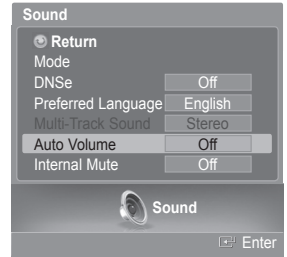 Sound
Return
Mode
DNSe Off
Preferred Language English
Multi-Track Sound Stereo
Auto Volume Off
Internal Mute Off
Sound
Enter